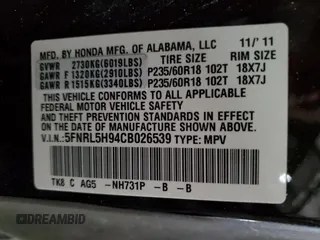 MFD. BY HONDA MFG. OF ALABAMA, LLC 11/'11
GVWR 2730KG(6019LBS) TIRE SIZE RIM SIZE
GAWR F 1320KG(2910LBS) P235/60R18 102T 18X7J
GAWR R 1515KG(3340LBS) P235/60R18 102T 18X7J
THIS VEHICLE CONFORMS TO ALL APPLICABLE
FEDERAL MOTOR VEHICLE SAFETY
AND THEFT PREVENTION STANDARDS IN EFFECT
ON THE DATE OF MANUFACTURE SHOWN ABOVE.
V.I.N.:5FNRL5H94CB026539 TYPE: MPV
TK8 C AG5 -NH731P -B -B
DREAMBID